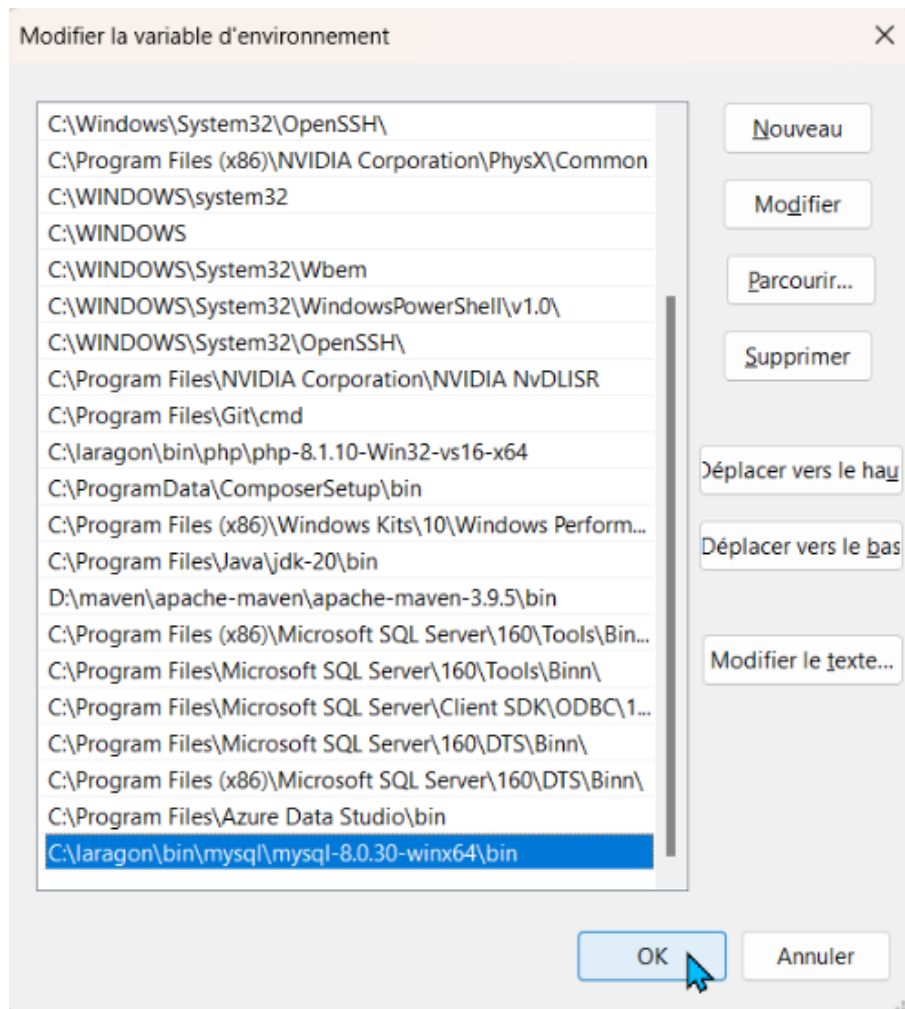 Modifier la variable d'environnement
C:\Windows\System32\OpenSSH\
C:\Program Files (x86)\NVIDIA Corporation\PhysX\Common
C:\WINDOWS\system32
C:\WINDOWS
C:\WINDOWS\System32\Wbem
C:\WINDOWS\System32\WindowsPowerShell\v1.0\
C:\WINDOWS\System32\OpenSSH\
C:\Program Files\NVIDIA Corporation\NVIDIA NvDLISR
C:\Program Files\Git\cmd
C:\laragon\bin\php\php-8.1.10-Win32-vs16-x64
C:\ProgramData\ComposerSetup\bin
C:\Program Files (x86)\Windows Kits\10\Windows Perform...
C:\Program Files\Java\jdk-20\bin
D:\maven\apache-maven\apache-maven-3.9.5\bin
C:\Program Files (x86)\Microsoft SQL Server\160\Tools\Bin...
C:\Program Files\Microsoft SQL Server\160\Tools\Binn\
C:\Program Files\Microsoft SQL Server\Client SDK\ODBC\1...
C:\Program Files\Microsoft SQL Server\160\DTS\Binn\
C:\Program Files (x86)\Microsoft SQL Server\160\DTS\Binn\
C:\Program Files\Azure Data Studio\bin
C:\laragon\bin\mysql\mysql-8.0.30-winx64\bin
Nouveau
Modifier
Parcourir...
Supprimer
Déplacer vers le hau
Déplacer vers le bas
Modifier le texte...
OK
Annuler